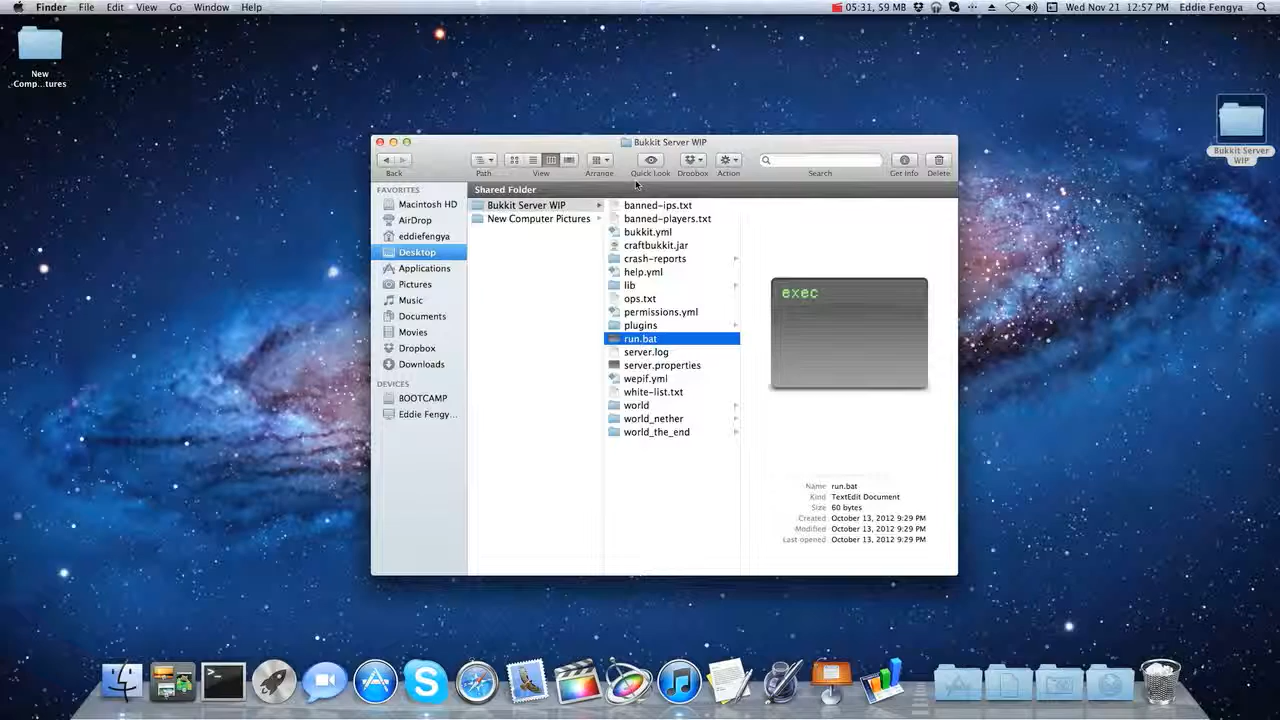 Finder File Edit View Go Window Help 05:31, 59 MB Wed Nov 21 12:57 PM Eddie Fengya
New
Comp...tures
Bukkit Server
WIP
Bukkit Server WIP
Back Path View Arrange Quick Look Dropbox Action Search Get Info Delete
FAVORITES
Macintosh HD
AirDrop
eddiefengya
Desktop
Applications
Pictures
Music
Documents
Movies
Dropbox
Downloads
DEVICES
BOOTCAMP
Eddie Fengy...
Shared Folder
Bukkit Server WIP
New Computer Pictures
banned-ips.txt
banned-players.txt
bukkit.yml
craftbukkit.jar
crash-reports
help.yml
lib
ops.txt
permissions.yml
plugins
run.bat
server.log
server.properties
wepif.yml
white-list.txt
world
world_nether
world_the_end
exec
Name run.bat
Kind TextEdit Document
Size 60 bytes
Created October 13, 2012 9:29 PM
Modified October 13, 2012 9:29 PM
Last opened October 13, 2012 9:29 PM